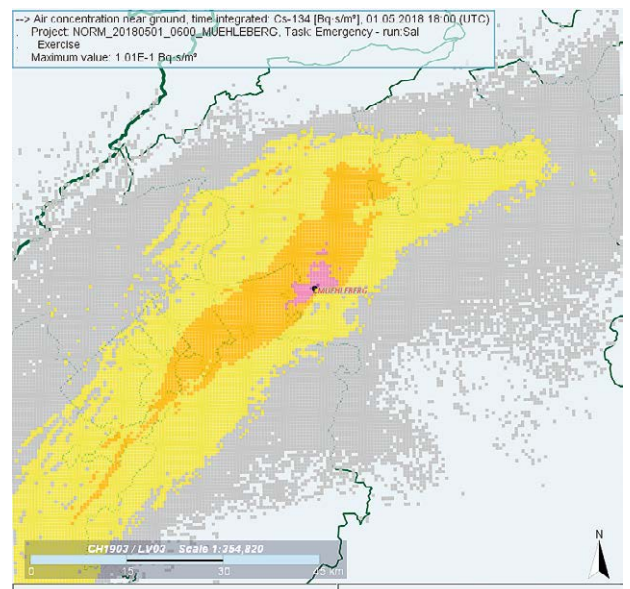 --> Air concentration near ground, time integrated: Cs-134 [Bq·s/m³], 01.05.2018 18:00 (UTC)
Project: NORM_20180501_0600_MUEHLEBERG, Task: Emergency - run:Sal
Exercise
Maximum value: 1.01E-1 Bq·s/m³
MUEHLEBERG
N
CH1903 / LV03 Scale 1:354,820
0 15 30 45 km